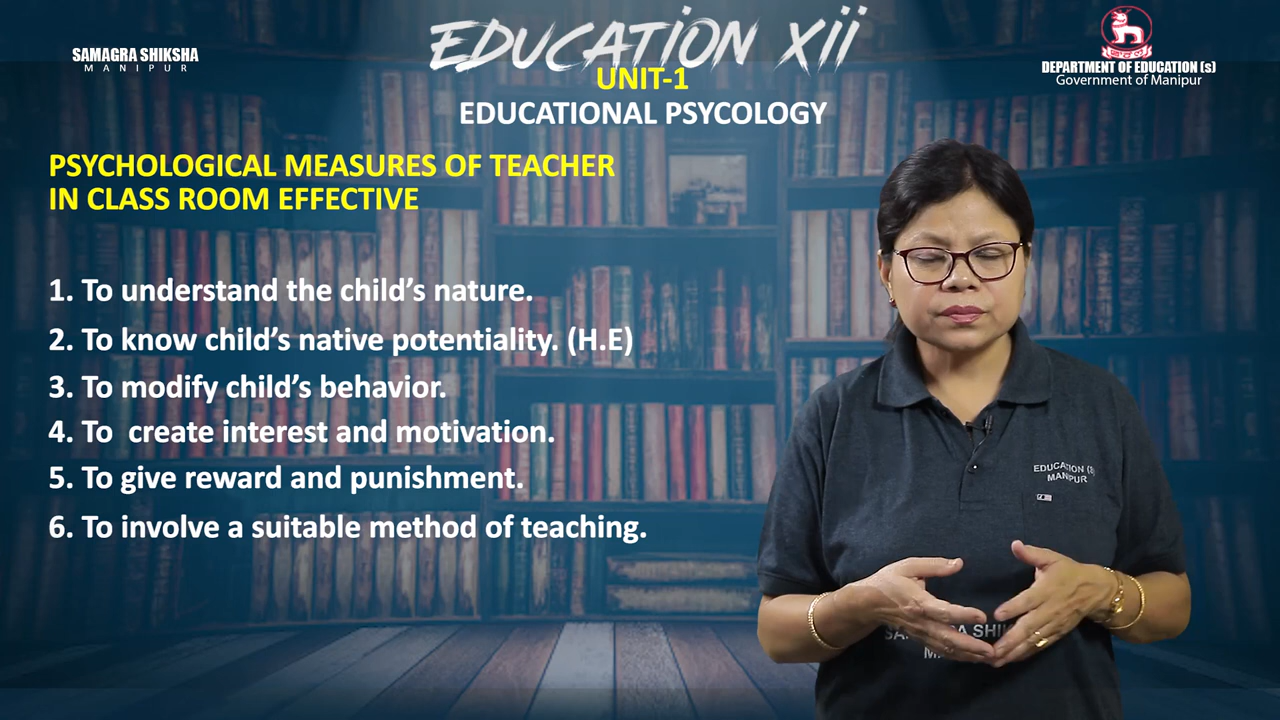 SAMAGRA SHIKSHA
MANIPUR
EDUCATION XII
UNIT-1
EDUCATIONAL PSYCOLOGY
DEPARTMENT OF EDUCATION (s)
Government of Manipur
PSYCHOLOGICAL MEASURES OF TEACHER
IN CLASS ROOM EFFECTIVE
1. To understand the child’s nature.
2. To know child’s native potentiality. (H.E)
3. To modify child’s behavior.
4. To create interest and motivation.
5. To give reward and punishment.
6. To involve a suitable method of teaching.
EDUCATION (S)
MANIPUR